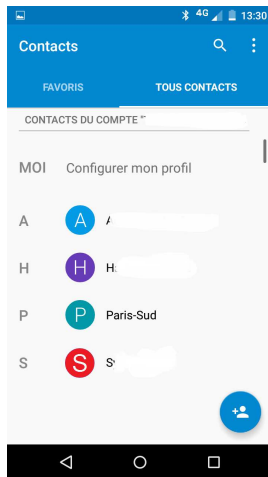 4G 13:30
Contacts
FAVORIS TOUS CONTACTS
CONTACTS DU COMPTE "
MOI Configurer mon profil
A A
H H
P P Paris-Sud
S S